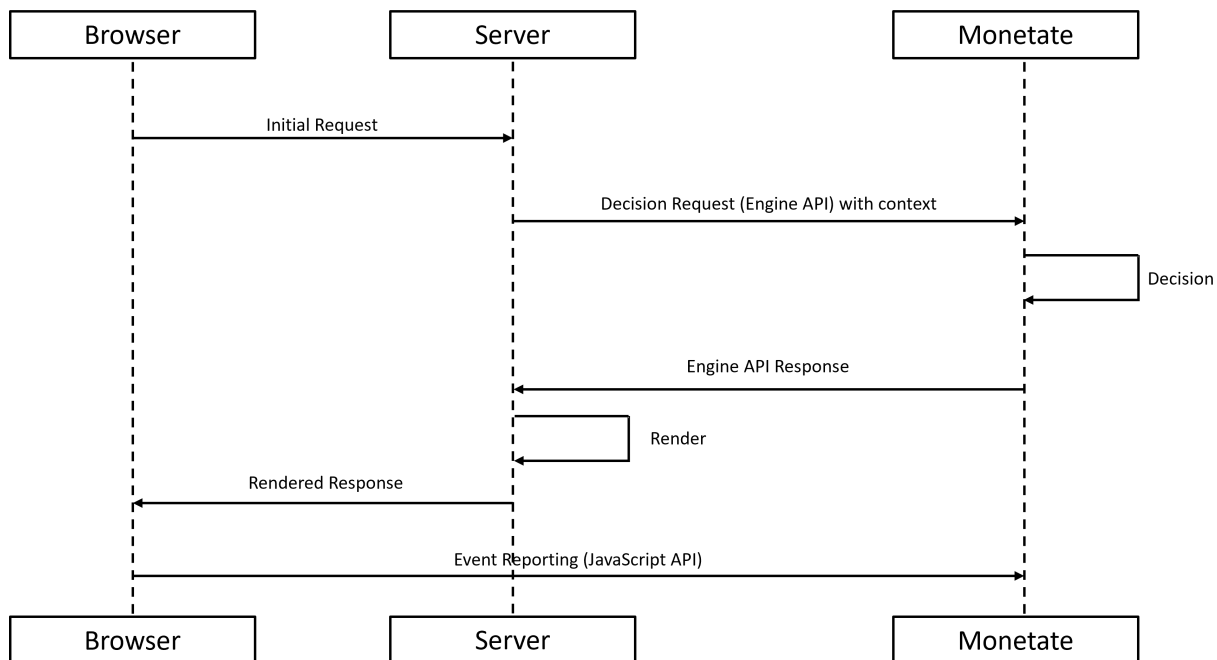 Browser
Server
Monetate
Initial Request
Decision Request (Engine API) with context
Decision
Engine API Response
Render
Rendered Response
Event Reporting (JavaScript API)
Browser
Server
Monetate